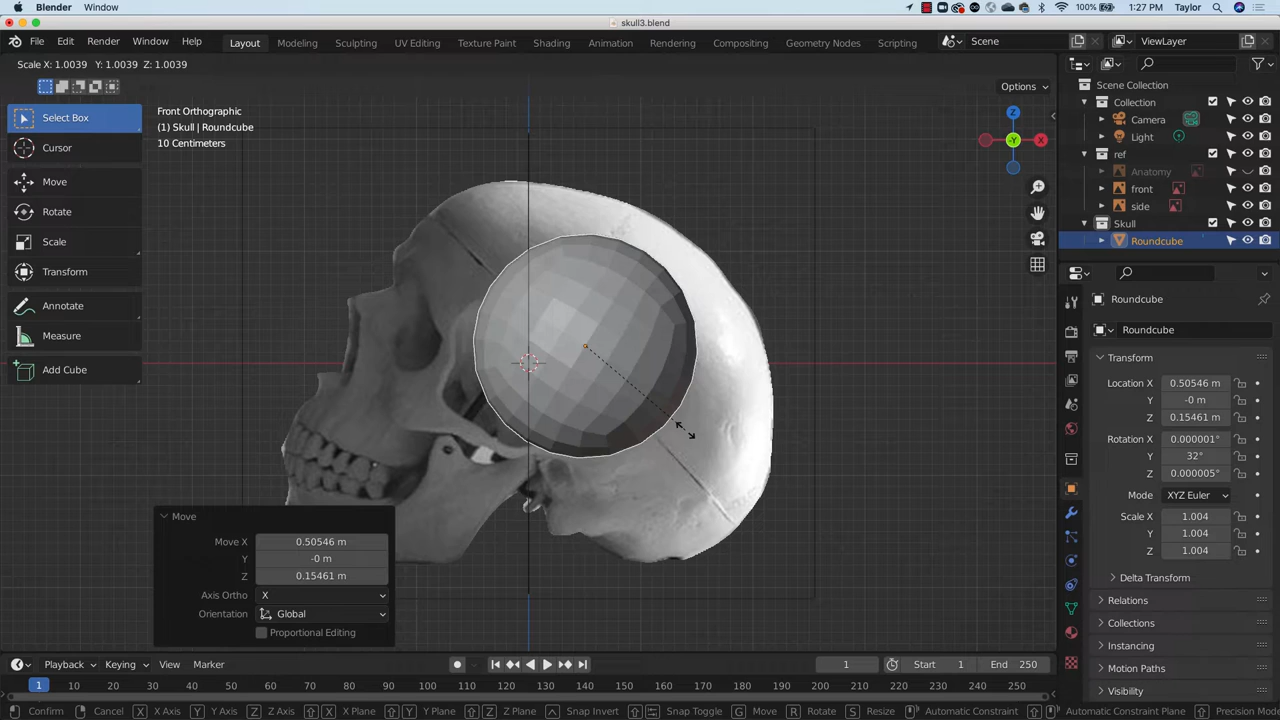 Blender Window 100% 1:27 PM Taylor
skull3.blend
File Edit Render Window Help Layout Modeling Sculpting UV Editing Texture Paint Shading Animation Rendering Compositing Geometry Nodes Scripting Scene ViewLayer
Scale X: 1.0039 Y: 1.0039 Z: 1.0039
Options
Select Box
Cursor
Move
Rotate
Scale
Transform
Annotate
Measure
Add Cube
Front Orthographic
(1) Skull | Roundcube
10 Centimeters
Z
X
-Y
Scene Collection
Collection
Camera
Light
ref
Anatomy
front
side
Skull
Roundcube
Roundcube
Roundcube
Transform
Location X 0.50546 m
Y -0 m
Z 0.15461 m
Rotation X 0.000001°
Y 32°
Z 0.000005°
Mode XYZ Euler
Scale X 1.004
Y 1.004
Z 1.004
Delta Transform
Relations
Collections
Instancing
Motion Paths
Visibility
Move
Move X 0.50546 m
Y -0 m
Z 0.15461 m
Axis Ortho X
Orientation Global
Proportional Editing
Playback Keying View Marker 1 Start 1 End 250
1 10 20 30 40 50 60 70 80 90 100 110 120 130 140 150 160 170 180 190 200 210 220 230 240 250
Confirm Cancel X X Axis Y Y Axis Z Z Axis X X Plane Y Y Plane Z Z Plane Snap Invert Snap Toggle G Move R Rotate S Resize Automatic Constraint Automatic Constraint Plane Precision Mode